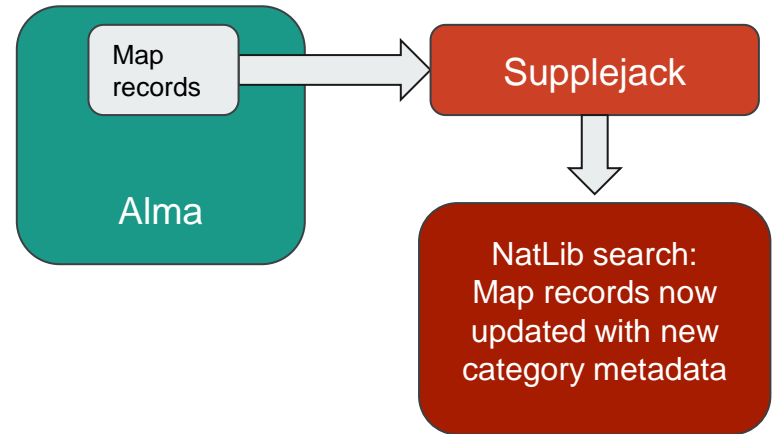 Map
records
Supplejack
Alma
NatLib search:
Map records now
updated with new
category metadata